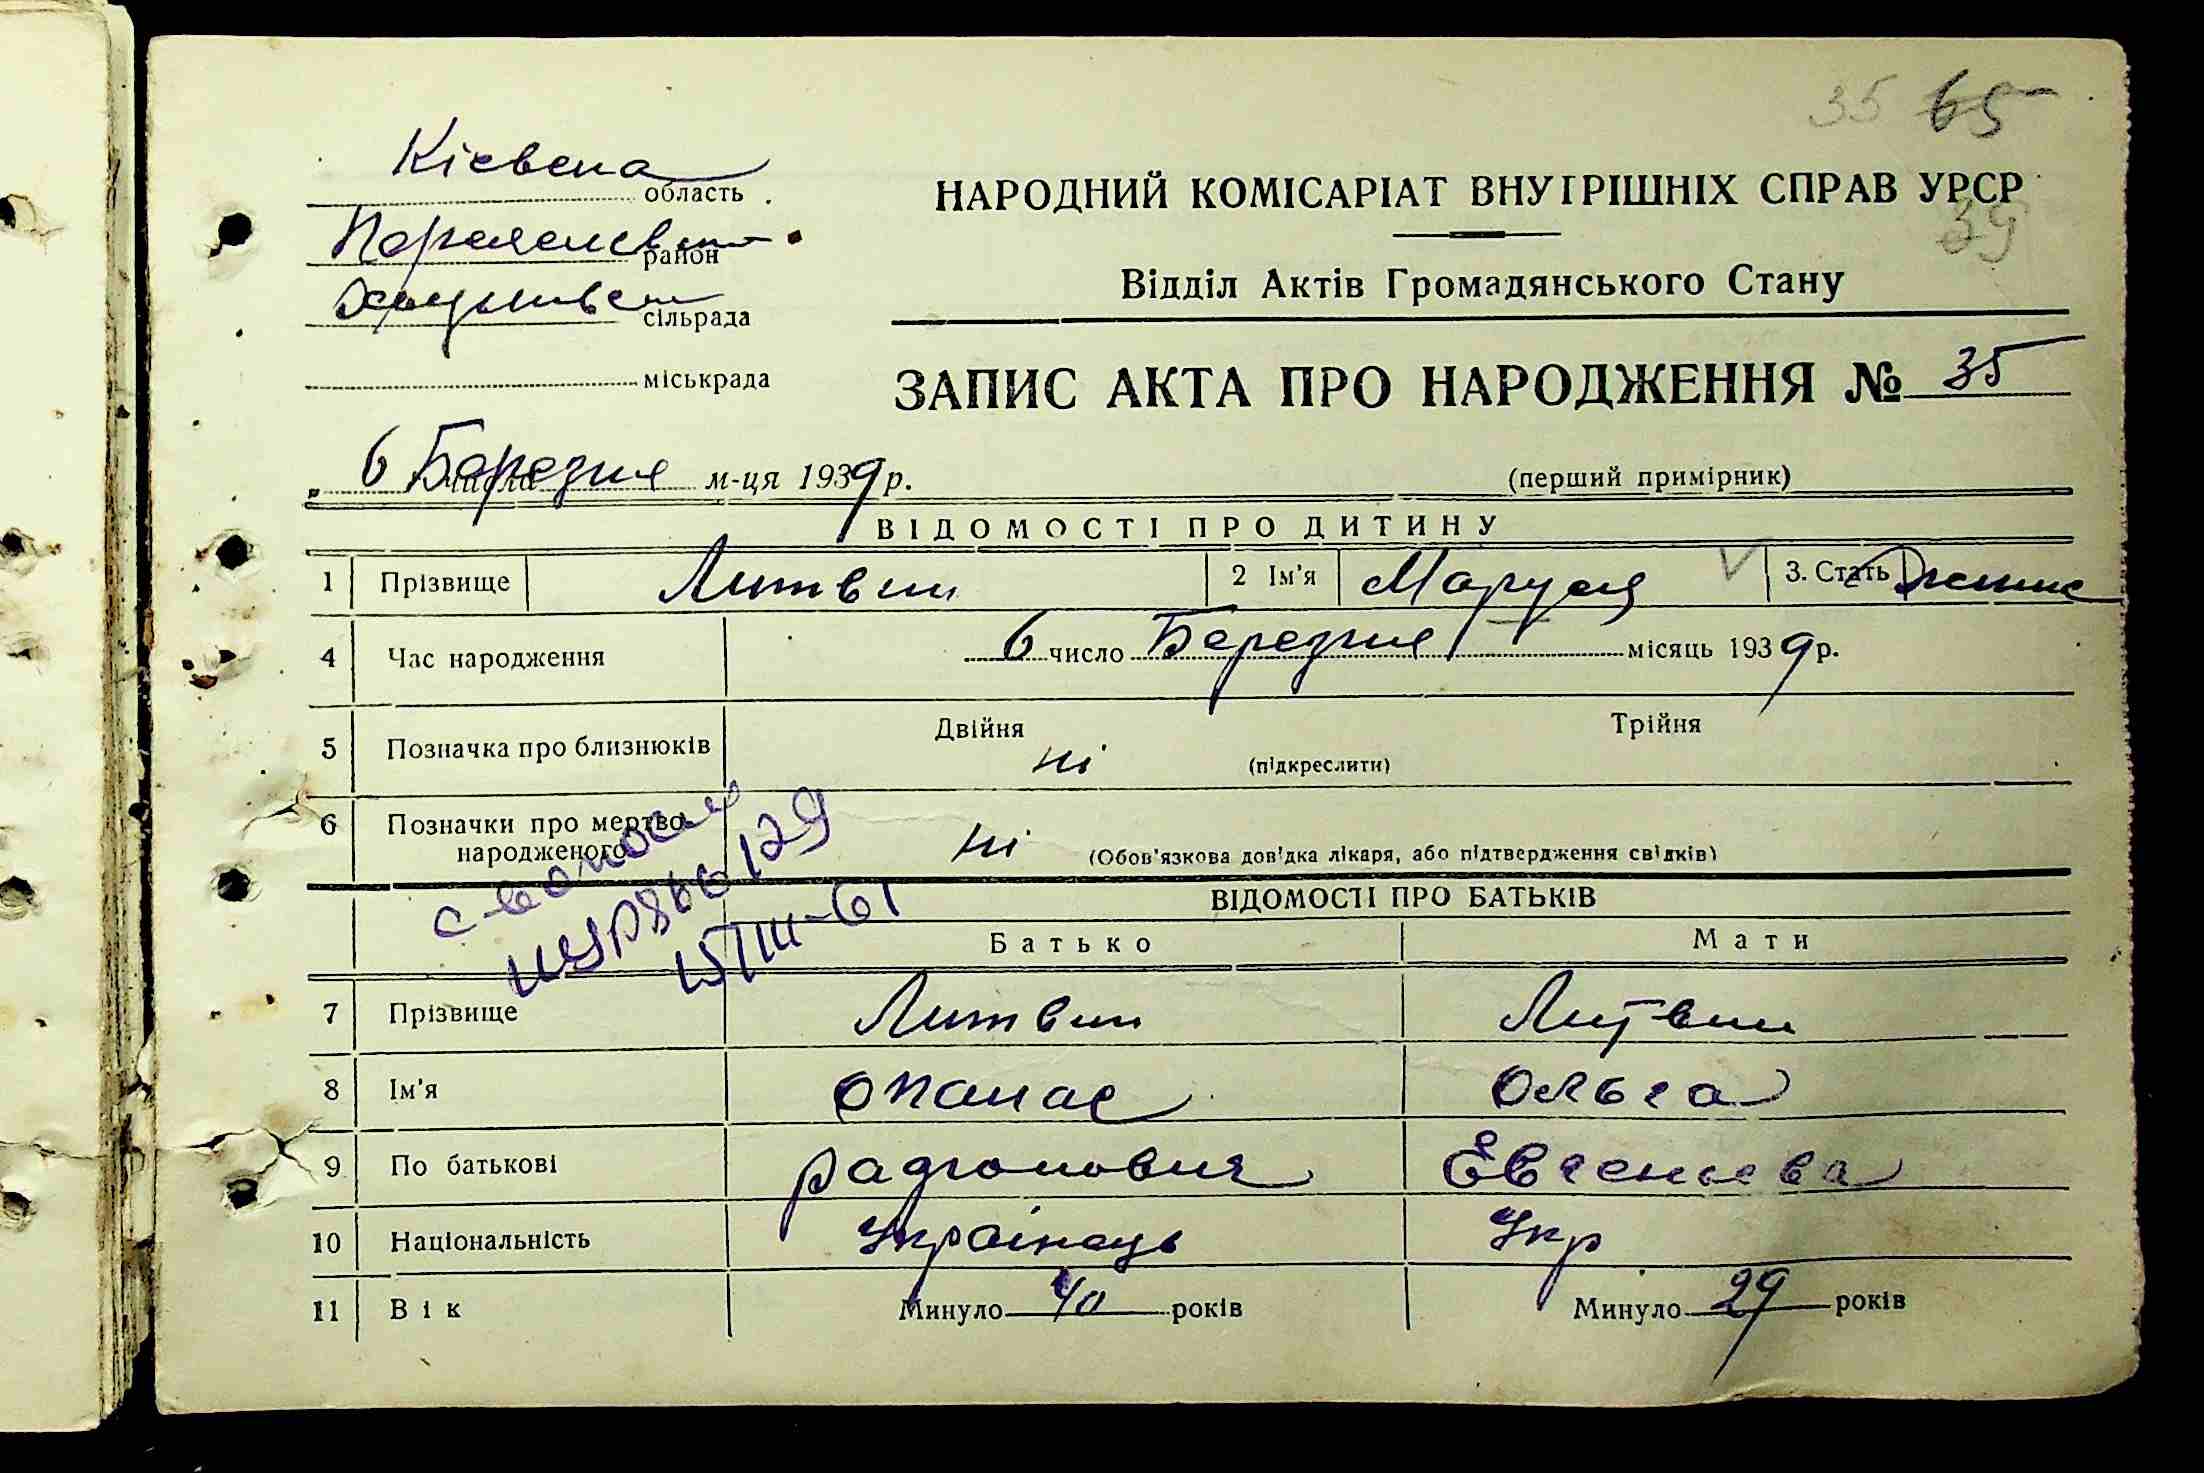 35 65
Кієвска область
район
сільрада
міськрада
НАРОДНИЙ КОМІСАРІАТ ВНУТРІШНІХ СПРАВ УРСР
39
Відділ Актів Громадянського Стану
ЗАПИС АКТА ПРО НАРОДЖЕННЯ № 35
6 Березня м-ця 1939 р.
(перший примірник)
ВІДОМОСТІ ПРО ДИТИНУ
1 Прізвище Литвин 2 Ім'я Маруся 3. Стать
4 Час народження 6 число Березня місяць 1939 р.
5 Позначка про близнюків Двійня ні (підкреслити) Трійня
6 Позначки про мертвонародженого ні (Обов'язкова довідка лікаря, або підтвердження свідків)
ВІДОМОСТІ ПРО БАТЬКІВ
Батько Мати
7 Прізвище Литвин Литвин
8 Ім'я Опанас Ольга
9 По батькові Радionович Євгеньєва
10 Національність Українець Укр
11 Вік Минуло 40 років Минуло 29 років